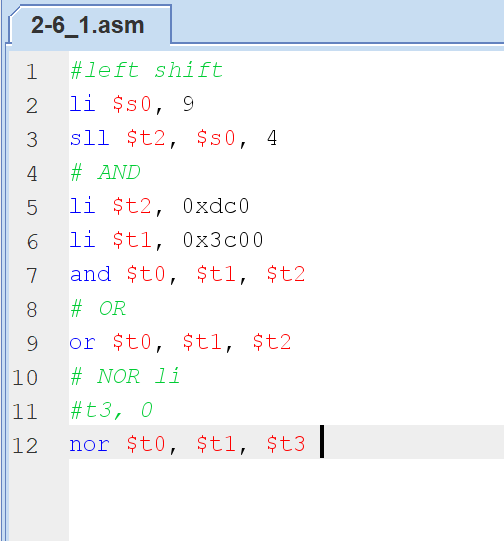 2-6_1.asm
1 #left shift
2 li $s0, 9
3 sll $t2, $s0, 4
4 # AND
5 li $t2, 0xdc0
6 li $t1, 0x3c00
7 and $t0, $t1, $t2
8 # OR
9 or $t0, $t1, $t2
10 # NOR li
11 #t3, 0
12 nor $t0, $t1, $t3